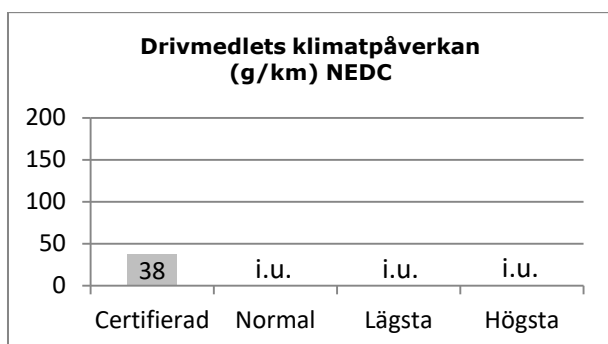 Drivmedlets klimatpåverkan
(g/km) NEDC
200
150
100
50
0
38 i.u. i.u. i.u.
Certifierad Normal Lägsta Högsta